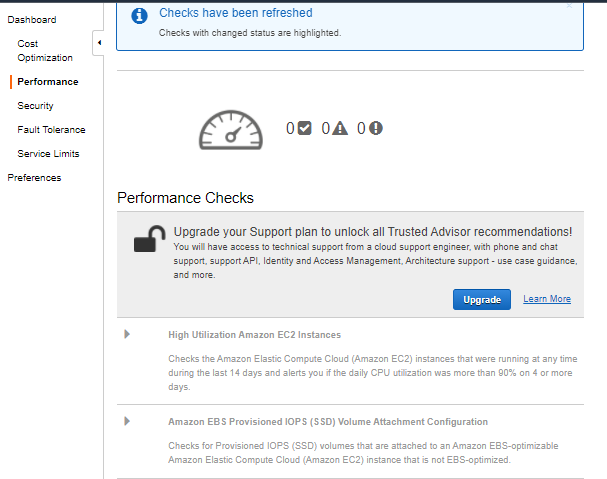 Dashboard
Cost
Optimization
Performance
Security
Fault Tolerance
Service Limits
Preferences
Checks have been refreshed
Checks with changed status are highlighted.
0 0 0
Performance Checks
Upgrade your Support plan to unlock all Trusted Advisor recommendations!
You will have access to technical support from a cloud support engineer, with phone and chat
support, support API, Identity and Access Management, Architecture support - use case guidance,
and more.
Upgrade Learn More
High Utilization Amazon EC2 Instances
Checks the Amazon Elastic Compute Cloud (Amazon EC2) instances that were running at any time
during the last 14 days and alerts you if the daily CPU utilization was more than 90% on 4 or more
days.
Amazon EBS Provisioned IOPS (SSD) Volume Attachment Configuration
Checks for Provisioned IOPS (SSD) volumes that are attached to an Amazon EBS-optimizable
Amazon Elastic Compute Cloud (Amazon EC2) instance that is not EBS-optimized.